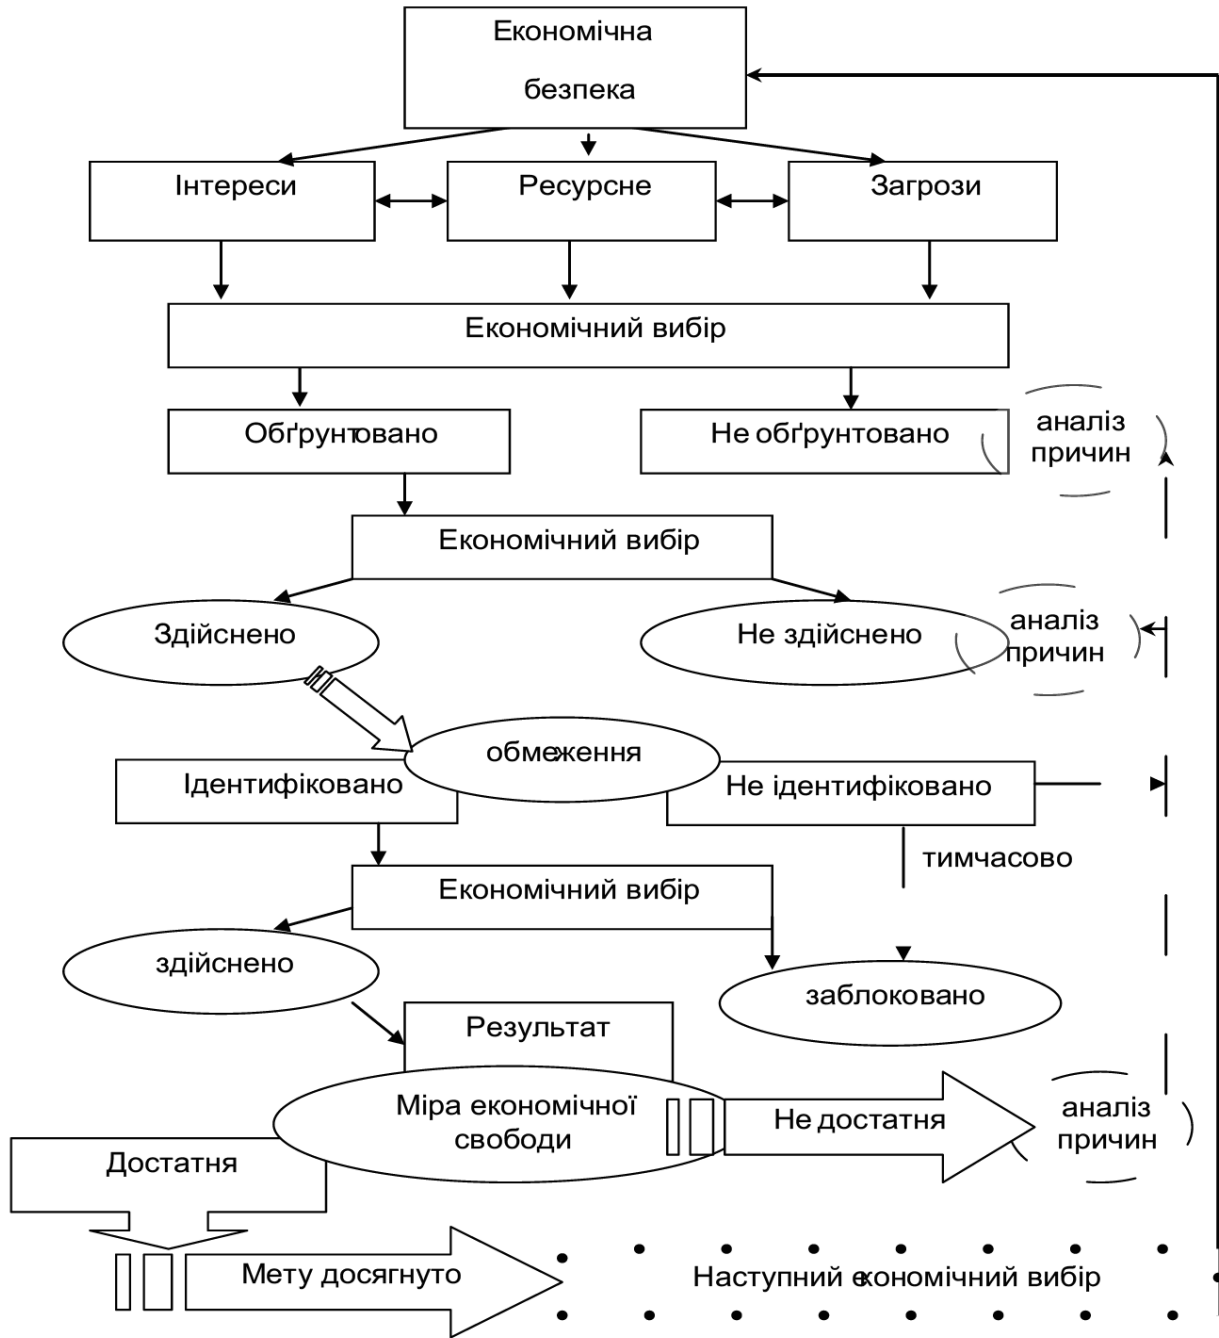 Економічна
безпека
Інтереси
Ресурсне
Загрози
Економічний вибір
Обґрунтовано
Не обґрунтовано
аналіз
причин
Економічний вибір
Здійснено
Не здійснено
аналіз
причин
обмеження
Ідентифіковано
Не ідентифіковано
тимчасово
Економічний вибір
здійснено
заблоковано
Результат
Міра економічної
свободи
Не достатня
аналіз
причин
Достатня
Мету досягнуто
Наступний економічний вибір